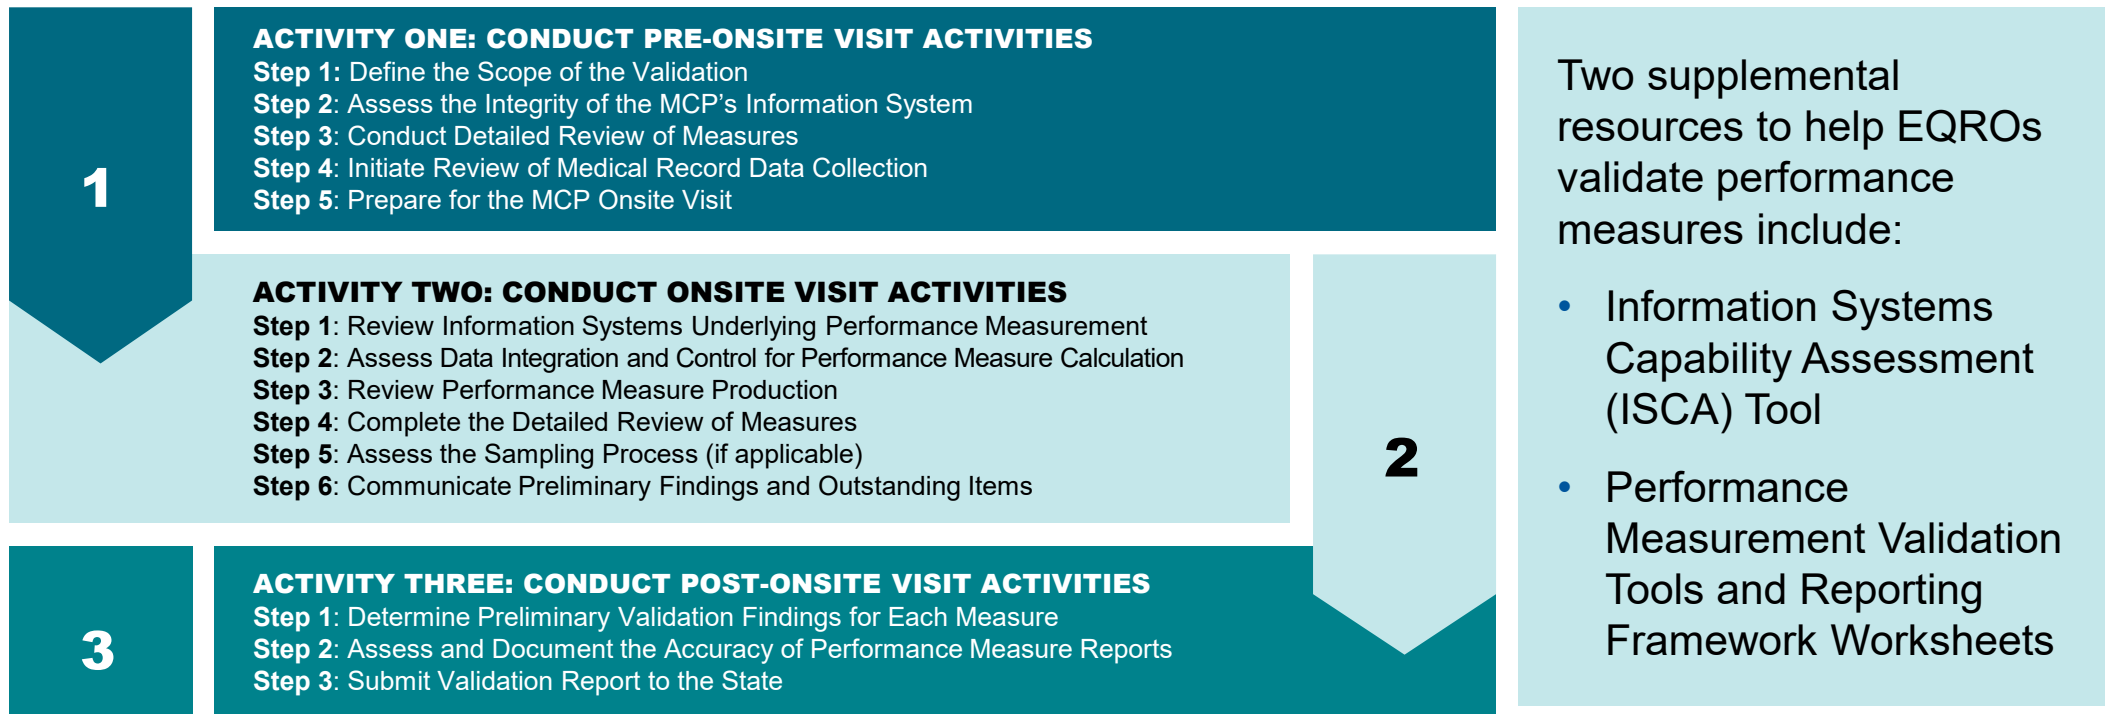 1
ACTIVITY ONE: CONDUCT PRE-ONSITE VISIT ACTIVITIES
Step 1: Define the Scope of the Validation
Step 2: Assess the Integrity of the MCP’s Information System
Step 3: Conduct Detailed Review of Measures
Step 4: Initiate Review of Medical Record Data Collection
Step 5: Prepare for the MCP Onsite Visit
ACTIVITY TWO: CONDUCT ONSITE VISIT ACTIVITIES
Step 1: Review Information Systems Underlying Performance Measurement
Step 2: Assess Data Integration and Control for Performance Measure Calculation
Step 3: Review Performance Measure Production
Step 4: Complete the Detailed Review of Measures
Step 5: Assess the Sampling Process (if applicable)
Step 6: Communicate Preliminary Findings and Outstanding Items
2
3
ACTIVITY THREE: CONDUCT POST-ONSITE VISIT ACTIVITIES
Step 1: Determine Preliminary Validation Findings for Each Measure
Step 2: Assess and Document the Accuracy of Performance Measure Reports
Step 3: Submit Validation Report to the State
Two supplemental
resources to help EQROs
validate performance
measures include:
• Information Systems
Capability Assessment
(ISCA) Tool
• Performance
Measurement Validation
Tools and Reporting
Framework Worksheets